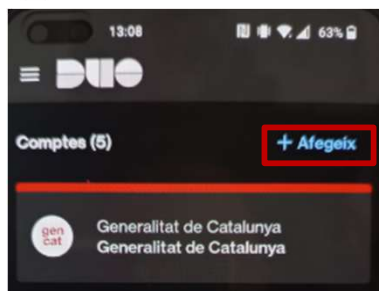 13:08 63%
DUO
Comptes (5) + Afegeix
gen
cat
Generalitat de Catalunya
Generalitat de Catalunya